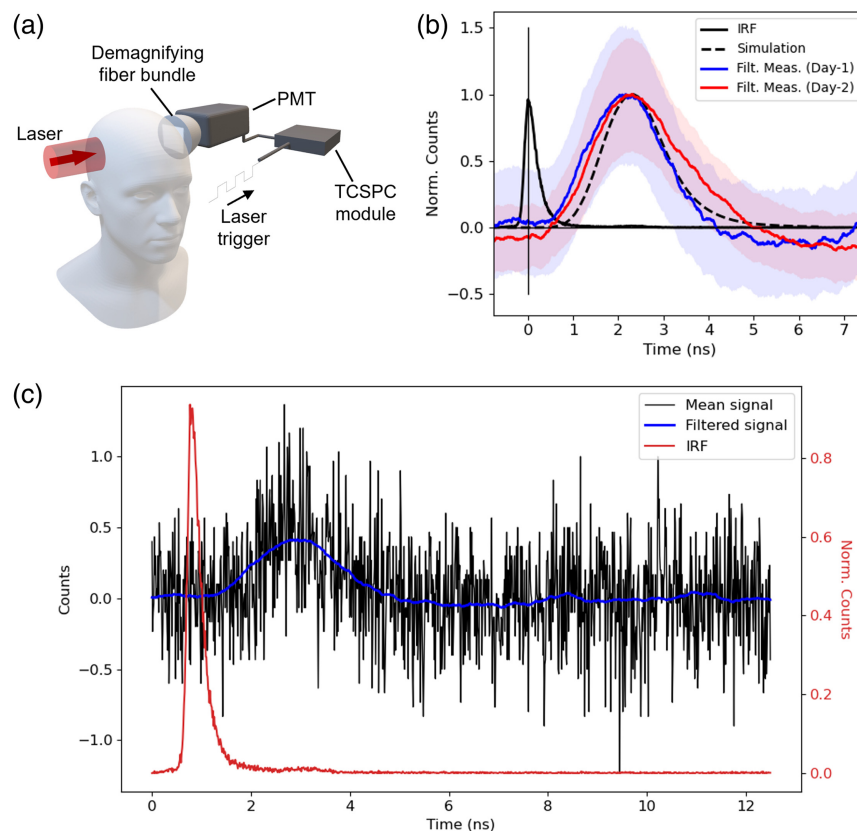 (a)
Demagnifying
fiber bundle
PMT
Laser
Laser
trigger
TCSPC
module
(b)
IRF
Simulation
Filt. Meas. (Day-1)
Filt. Meas. (Day-2)
Norm. Counts
1.5
1.0
0.5
0.0
−0.5
0 1 2 3 4 5 6 7
Time (ns)
(c)
Mean signal
Filtered signal
IRF
Counts
1.0
0.5
0.0
−0.5
−1.0
0.8
0.6
0.4
0.2
0.0
Norm. Counts
0 2 4 6 8 10 12
Time (ns)